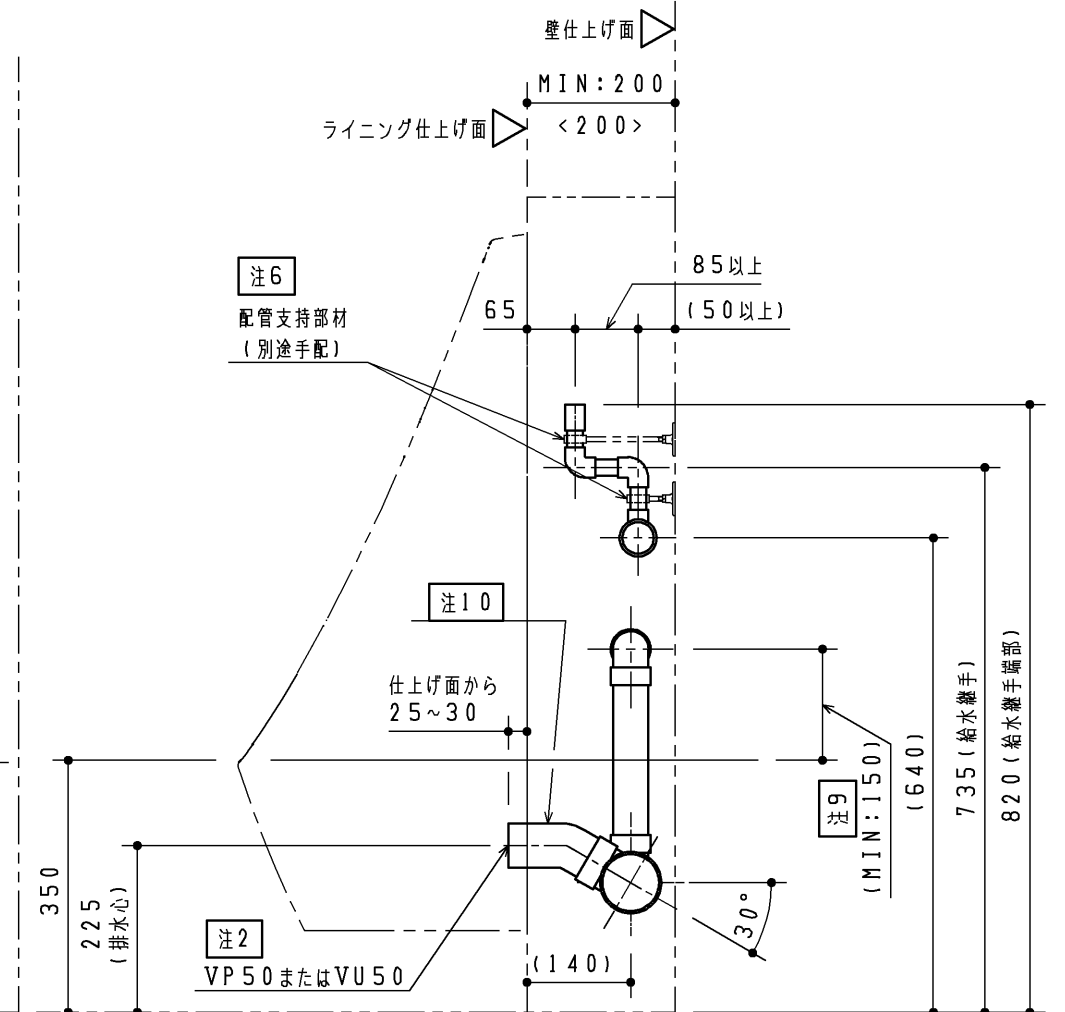 壁仕上げ面
MIN:200
ライニング仕上げ面
<200>
85以上
注6
65
(50以上)
配管支持部材
(別途手配)
注10
仕上げ面から
25~30
注9
(MIN:150)
(640)
735(給水継手)
820(給水継手端部)
350
225
(排水心)
注2
VP50またはVU50
(140)
30°